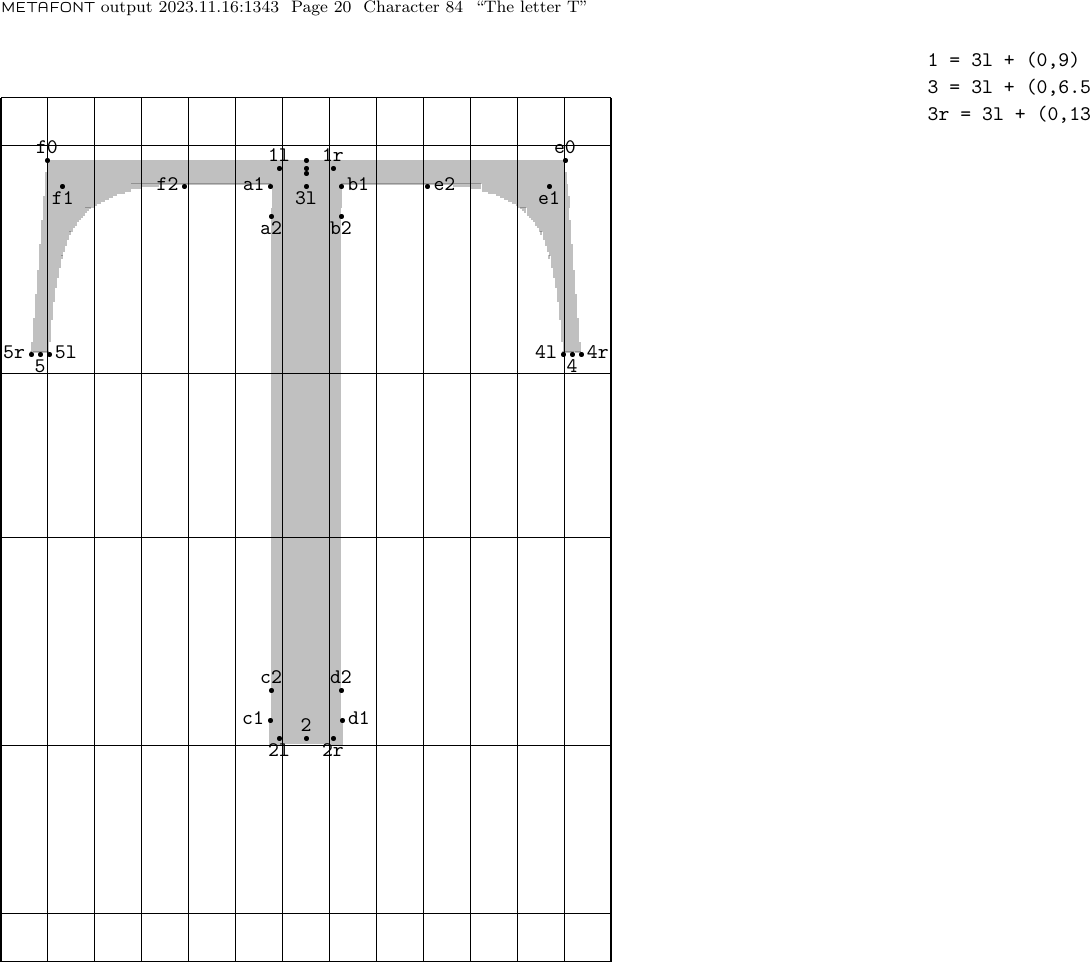 METAFONT output 2023.11.16:1343 Page 20 Character 84 “The letter T”
1 = 3l + (0,9)
3 = 3l + (0,6.5
3r = 3l + (0,13
f0 1l 1r e0
f1 f2 a1 3l b1 e2 e1
a2 b2
5r 5 5l 4l 4 4r
c2 d2
c1 2 d1
2l 2r